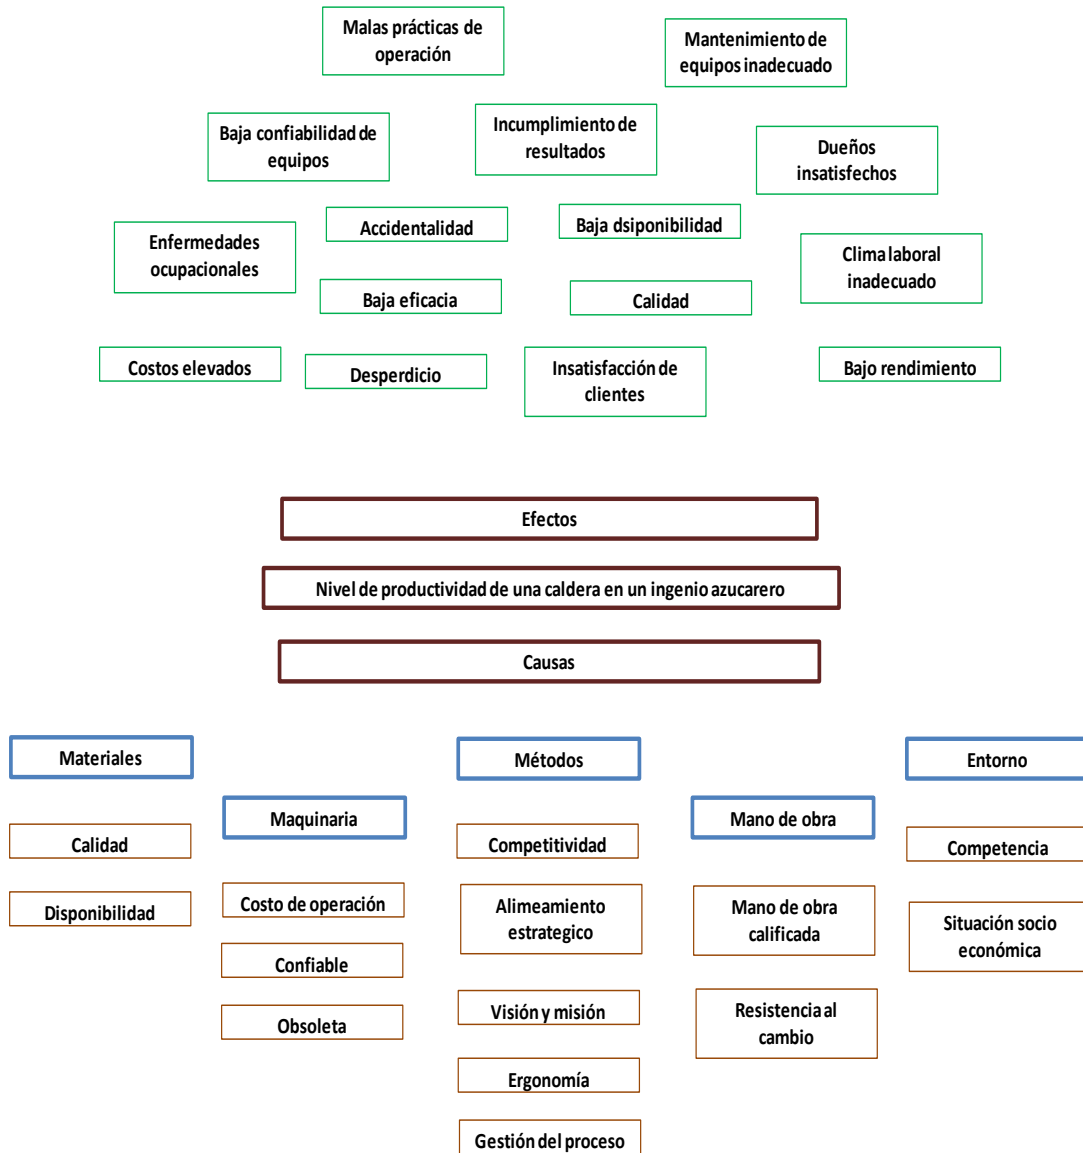 Malas prácticas de
operación
Mantenimiento de
equipos inadecuado
Baja confiabilidad de
equipos
Incumplimiento de
resultados
Dueños
insatisfechos
Accidentalidad
Baja dsiponibilidad
Enfermedades
ocupacionales
Clima laboral
inadecuado
Baja eficacia
Calidad
Costos elevados
Desperdicio
Insatisfacción de
clientes
Bajo rendimiento
Efectos
Nivel de productividad de una caldera en un ingenio azucarero
Causas
Materiales
Calidad
Disponibilidad
Maquinaria
Costo de operación
Confiable
Obsoleta
Métodos
Competitividad
Alimeamiento
estrategico
Visión y misión
Ergonomía
Gestión del proceso
Mano de obra
Mano de obra
calificada
Resistencia al
cambio
Entorno
Competencia
Situación socio
económica